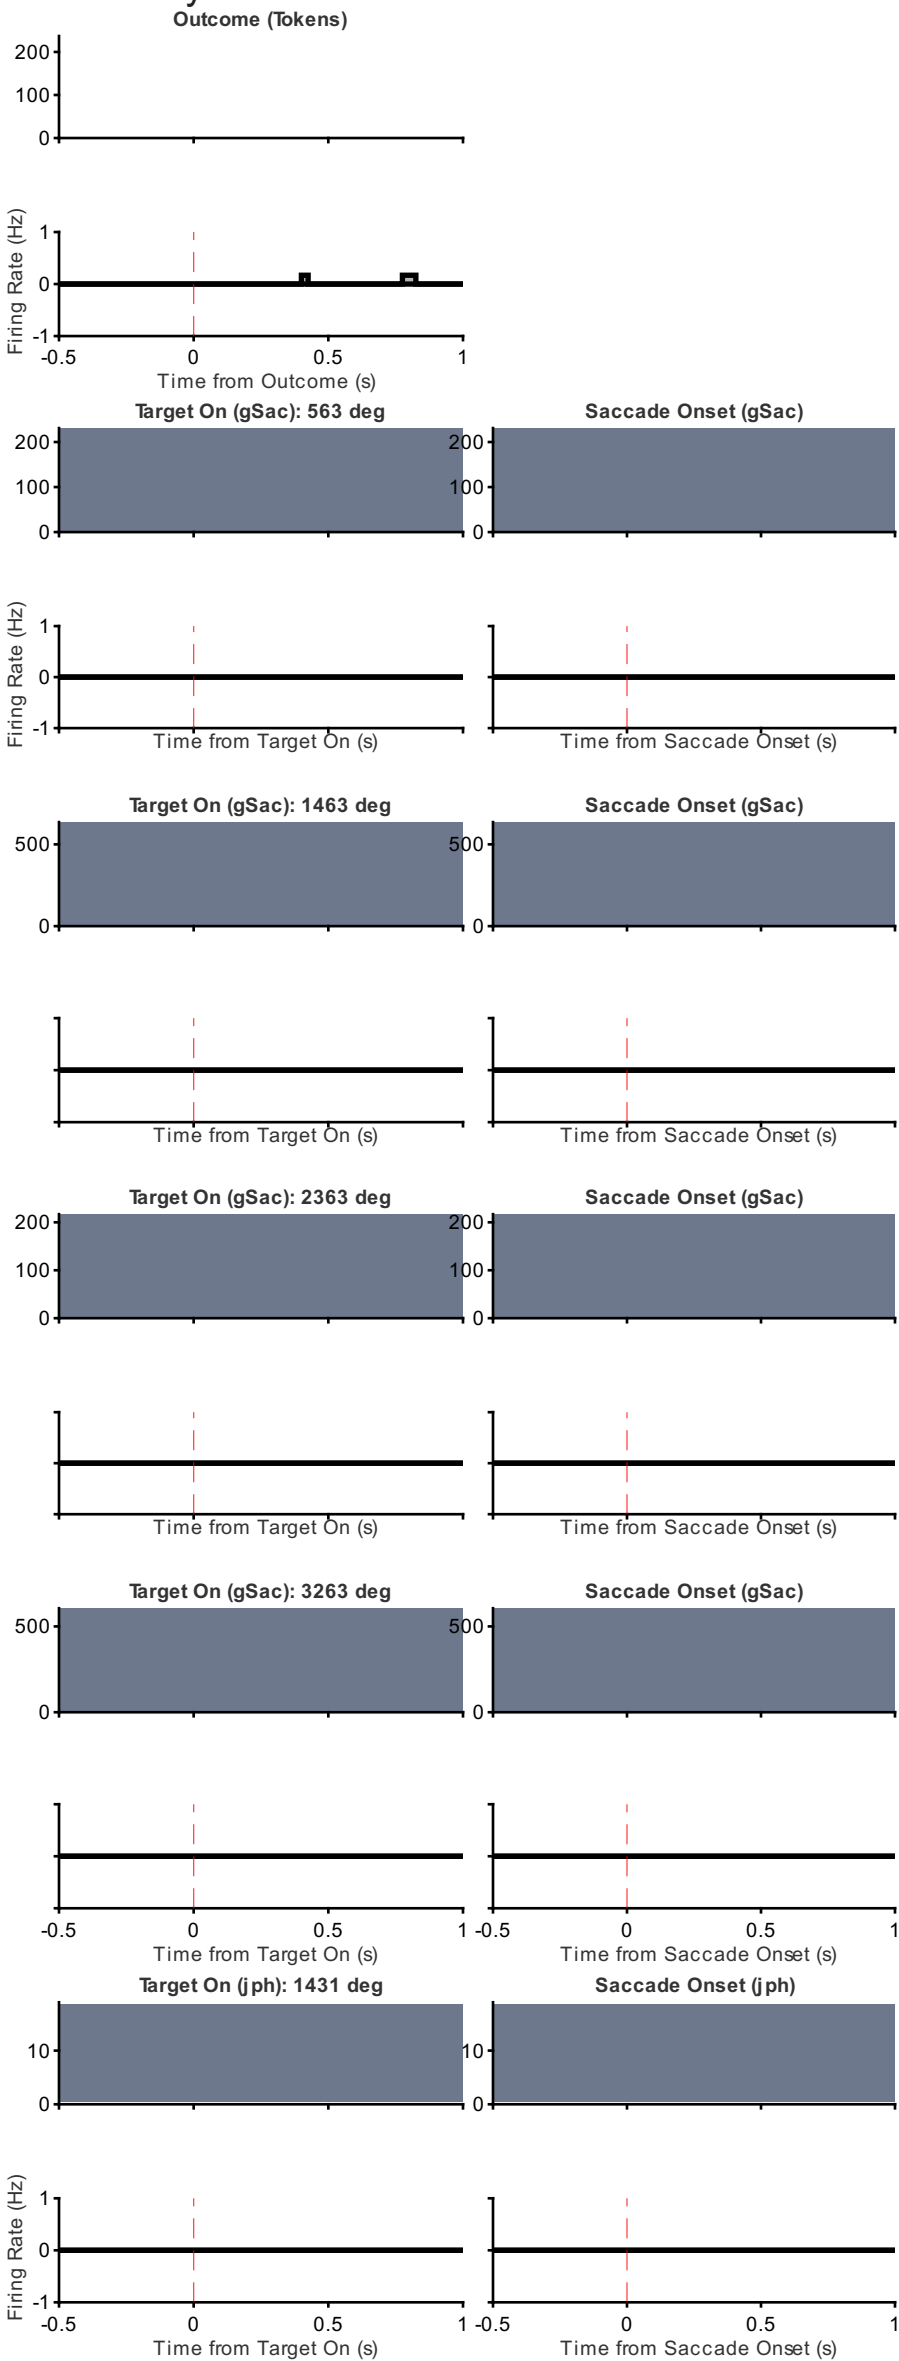 Outcome (Tokens)
200
100
0
Firing Rate (Hz)
1
0
-1
-0.5 0 0.5 1
Time from Outcome (s)
Target On (gSac): 563 deg Saccade Onset (gSac)
200 200
100 100
0 0
Firing Rate (Hz)
1
0
-1
Time from Target On (s) Time from Saccade Onset (s)
Target On (gSac): 1463 deg Saccade Onset (gSac)
500 500
0 0
Time from Target On (s) Time from Saccade Onset (s)
Target On (gSac): 2363 deg Saccade Onset (gSac)
200 200
100 100
0 0
Time from Target On (s) Time from Saccade Onset (s)
Target On (gSac): 3263 deg Saccade Onset (gSac)
500 500
0 0
-0.5 0 0.5 1 -0.5 0 0.5 1
Time from Target On (s) Time from Saccade Onset (s)
Target On (jph): 1431 deg Saccade Onset (jph)
10 10
0 0
Firing Rate (Hz)
1
0
-1
-0.5 0 0.5 1 -0.5 0 0.5 1
Time from Target On (s) Time from Saccade Onset (s)